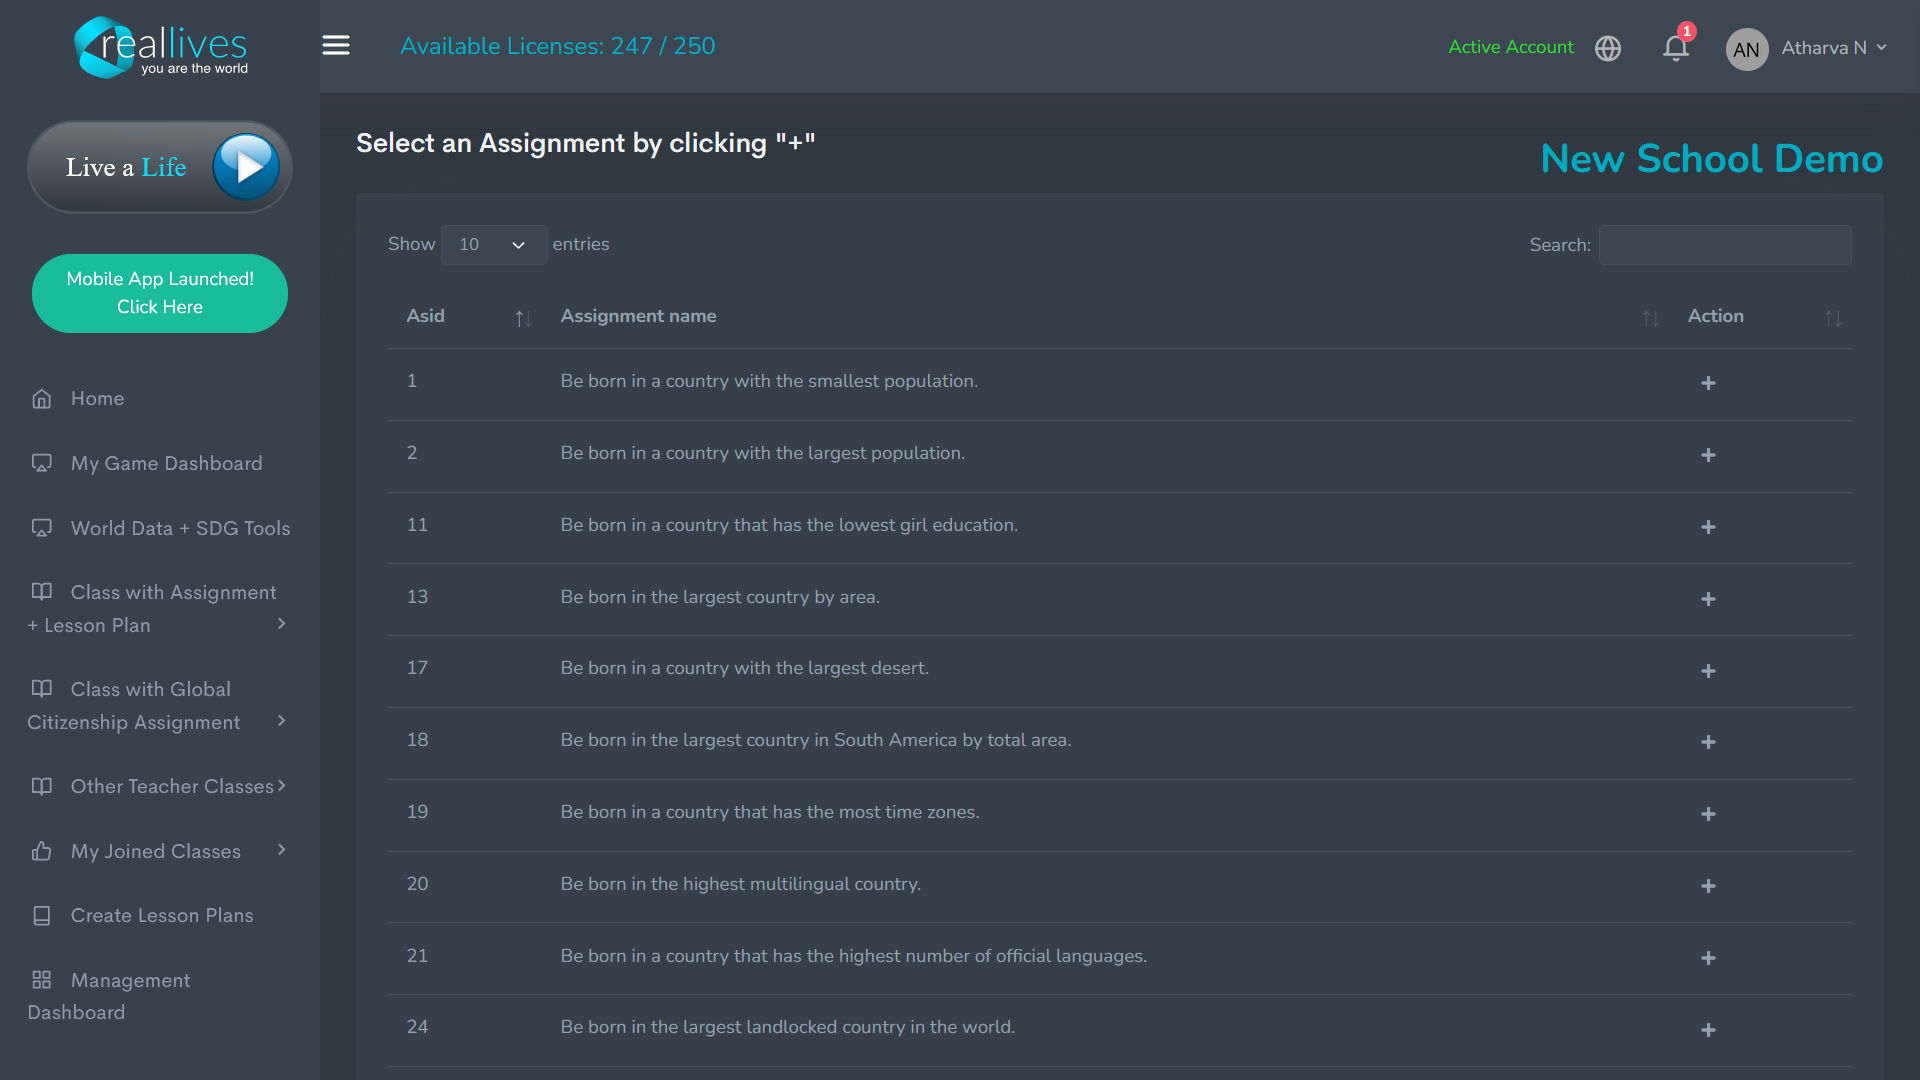 reallives
you are the world
Available Licenses: 247 / 250
Active Account
1
AN
Atharva N
Live a Life
Mobile App Launched!
Click Here
Home
My Game Dashboard
World Data + SDG Tools
Class with Assignment
+ Lesson Plan
Class with Global
Citizenship Assignment
Other Teacher Classes
My Joined Classes
Create Lesson Plans
Management
Dashboard
Select an Assignment by clicking "+"
New School Demo
Show 10 entries
Search:
Asid Assignment name Action
1 Be born in a country with the smallest population. +
2 Be born in a country with the largest population. +
11 Be born in a country that has the lowest girl education. +
13 Be born in the largest country by area. +
17 Be born in a country with the largest desert. +
18 Be born in the largest country in South America by total area. +
19 Be born in a country that has the most time zones. +
20 Be born in the highest multilingual country. +
21 Be born in a country that has the highest number of official languages. +
24 Be born in the largest landlocked country in the world. +